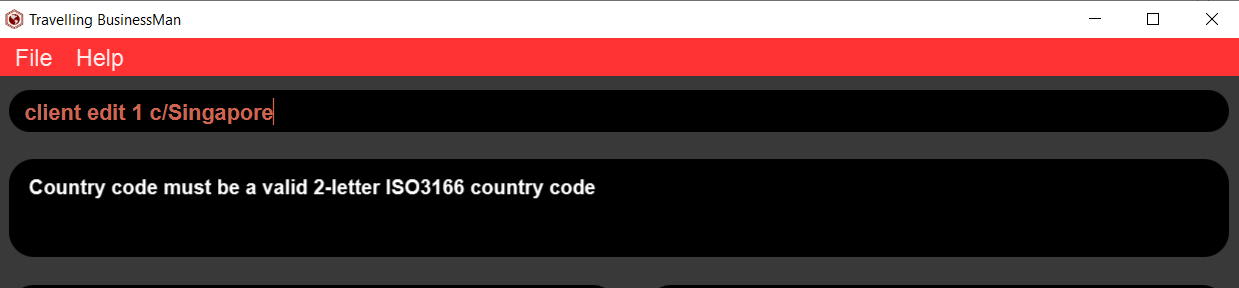 Travelling BusinessMan
File Help
client edit 1 c/Singapore
Country code must be a valid 2-letter ISO3166 country code